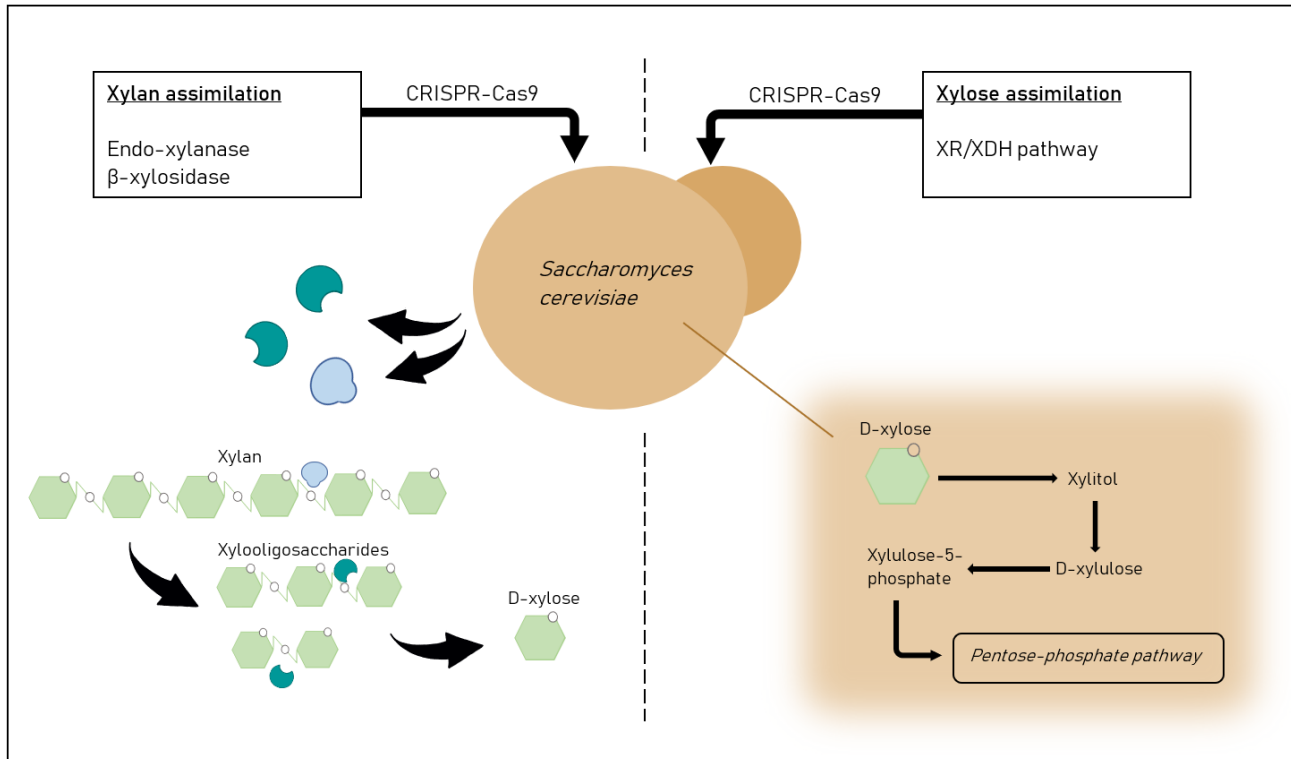 Xylan assimilation
Endo-xylanase
β-xylosidase
CRISPR-Cas9
CRISPR-Cas9
Xylose assimilation
XR/XDH pathway
Saccharomyces
cerevisiae
Xylan
Xylooligosaccharides
D-xylose
D-xylose
Xylitol
D-xylulose
Xylulose-5-
phosphate
Pentose-phosphate pathway